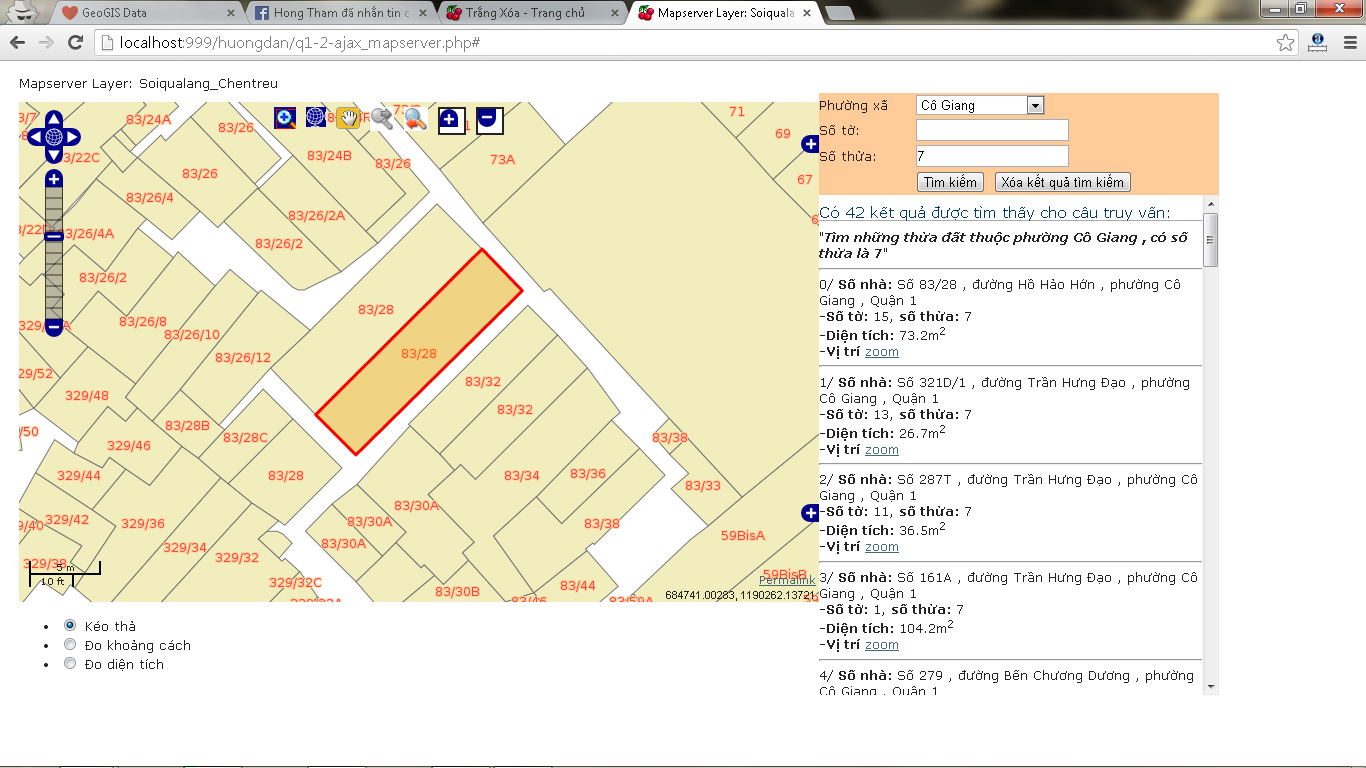 GeoGIS Data
Hong Tham đã nhắn tin c
Trắng Xóa - Trang chủ
Mapserver Layer: Soiquala
localhost:999/huongdan/q1-2-ajax_mapserver.php#
Mapserver Layer: Soiqualang_Chentreu
83/24A
83/26
71
69
67
83/22C
83/24B
83/26
73A
83/26
83/26/4
83/26/2A
83/26/4A
83/26/2
83/26/2
83/28
83/26/8
83/26/10
83/26/12
83/28
83/32
329/48
83/32
83/28B
83/28C
329/46
83/38
329/44
83/28
83/34
83/36
83/33
329/42
329/36
83/30A
83/30A
83/38
329/34
83/30A
59BisA
329/38
329/32
59BisB
329/32C
83/30B
83/44
83/46
83/59A
5 m
10 ft
Permalink
684741.00283, 1190262.13721
Kéo thả
Đo khoảng cách
Đo diện tích
Phường xã
Cô Giang
Số tờ:
Số thửa:
7
Tìm kiếm
Xóa kết quả tìm kiếm
Có 42 kết quả được tìm thấy cho câu truy vấn:
"Tìm những thửa đất thuộc phường Cô Giang , có số
thửa là 7"
0/ Số nhà: Số 83/28 , đường Hồ Hảo Hớn , phường Cô
Giang , Quận 1
-Số tờ: 15, số thửa: 7
-Diện tích: 73.2m2
-Vị trí zoom
1/ Số nhà: Số 321D/1 , đường Trần Hưng Đạo , phường
Cô Giang , Quận 1
-Số tờ: 13, số thửa: 7
-Diện tích: 26.7m2
-Vị trí zoom
2/ Số nhà: Số 287T , đường Trần Hưng Đạo , phường Cô
Giang , Quận 1
-Số tờ: 11, số thửa: 7
-Diện tích: 36.5m2
-Vị trí zoom
3/ Số nhà: Số 161A , đường Trần Hưng Đạo , phường Cô
Giang , Quận 1
-Số tờ: 1, số thửa: 7
-Diện tích: 104.2m2
-Vị trí zoom
4/ Số nhà: Số 279 , đường Bến Chương Dương , phường
Cô Giang , Quận 1